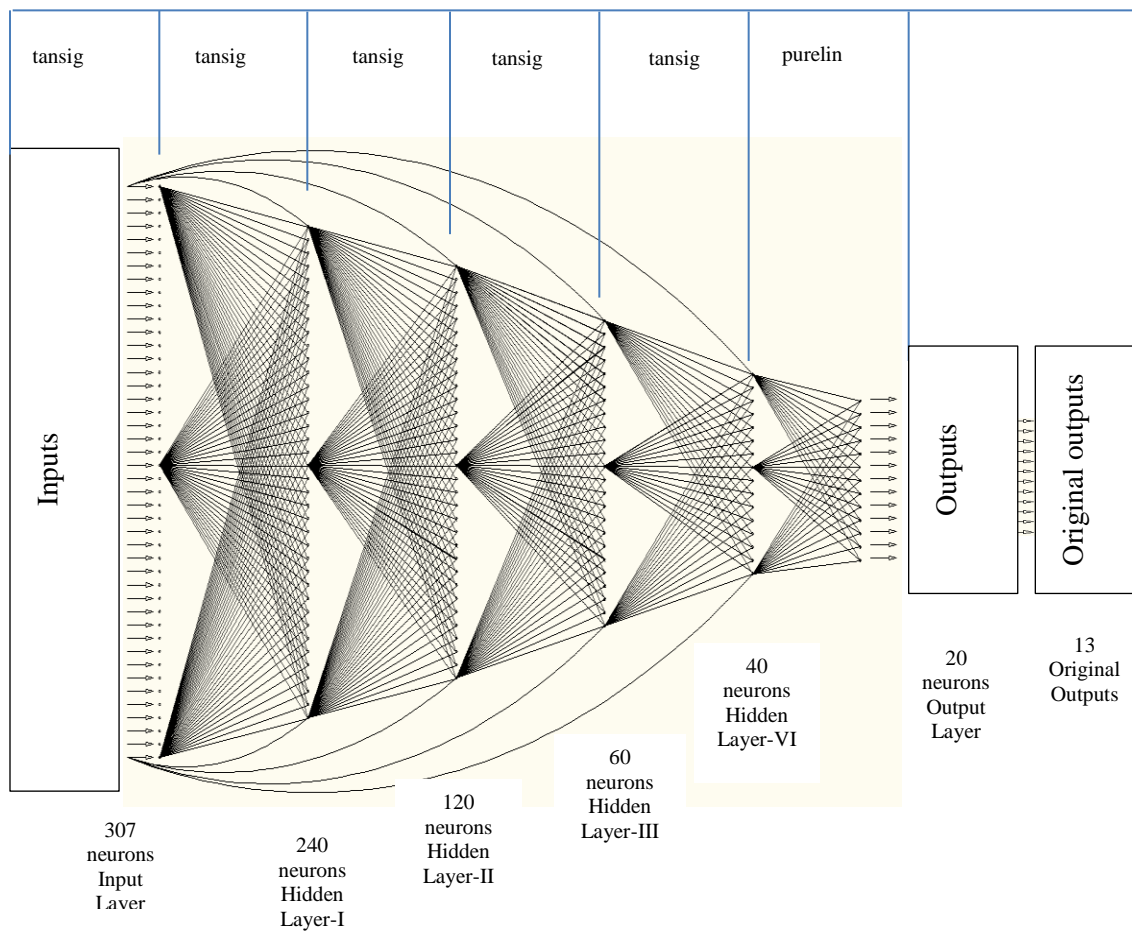 tansig
tansig
tansig
tansig
tansig
purelin
Inputs
Outputs
Original outputs
307
neurons
Input
Layer
240
neurons
Hidden
Layer-I
120
neurons
Hidden
Layer-II
60
neurons
Hidden
Layer-III
40
neurons
Hidden
Layer-VI
20
neurons
Output
Layer
13
Original
Outputs